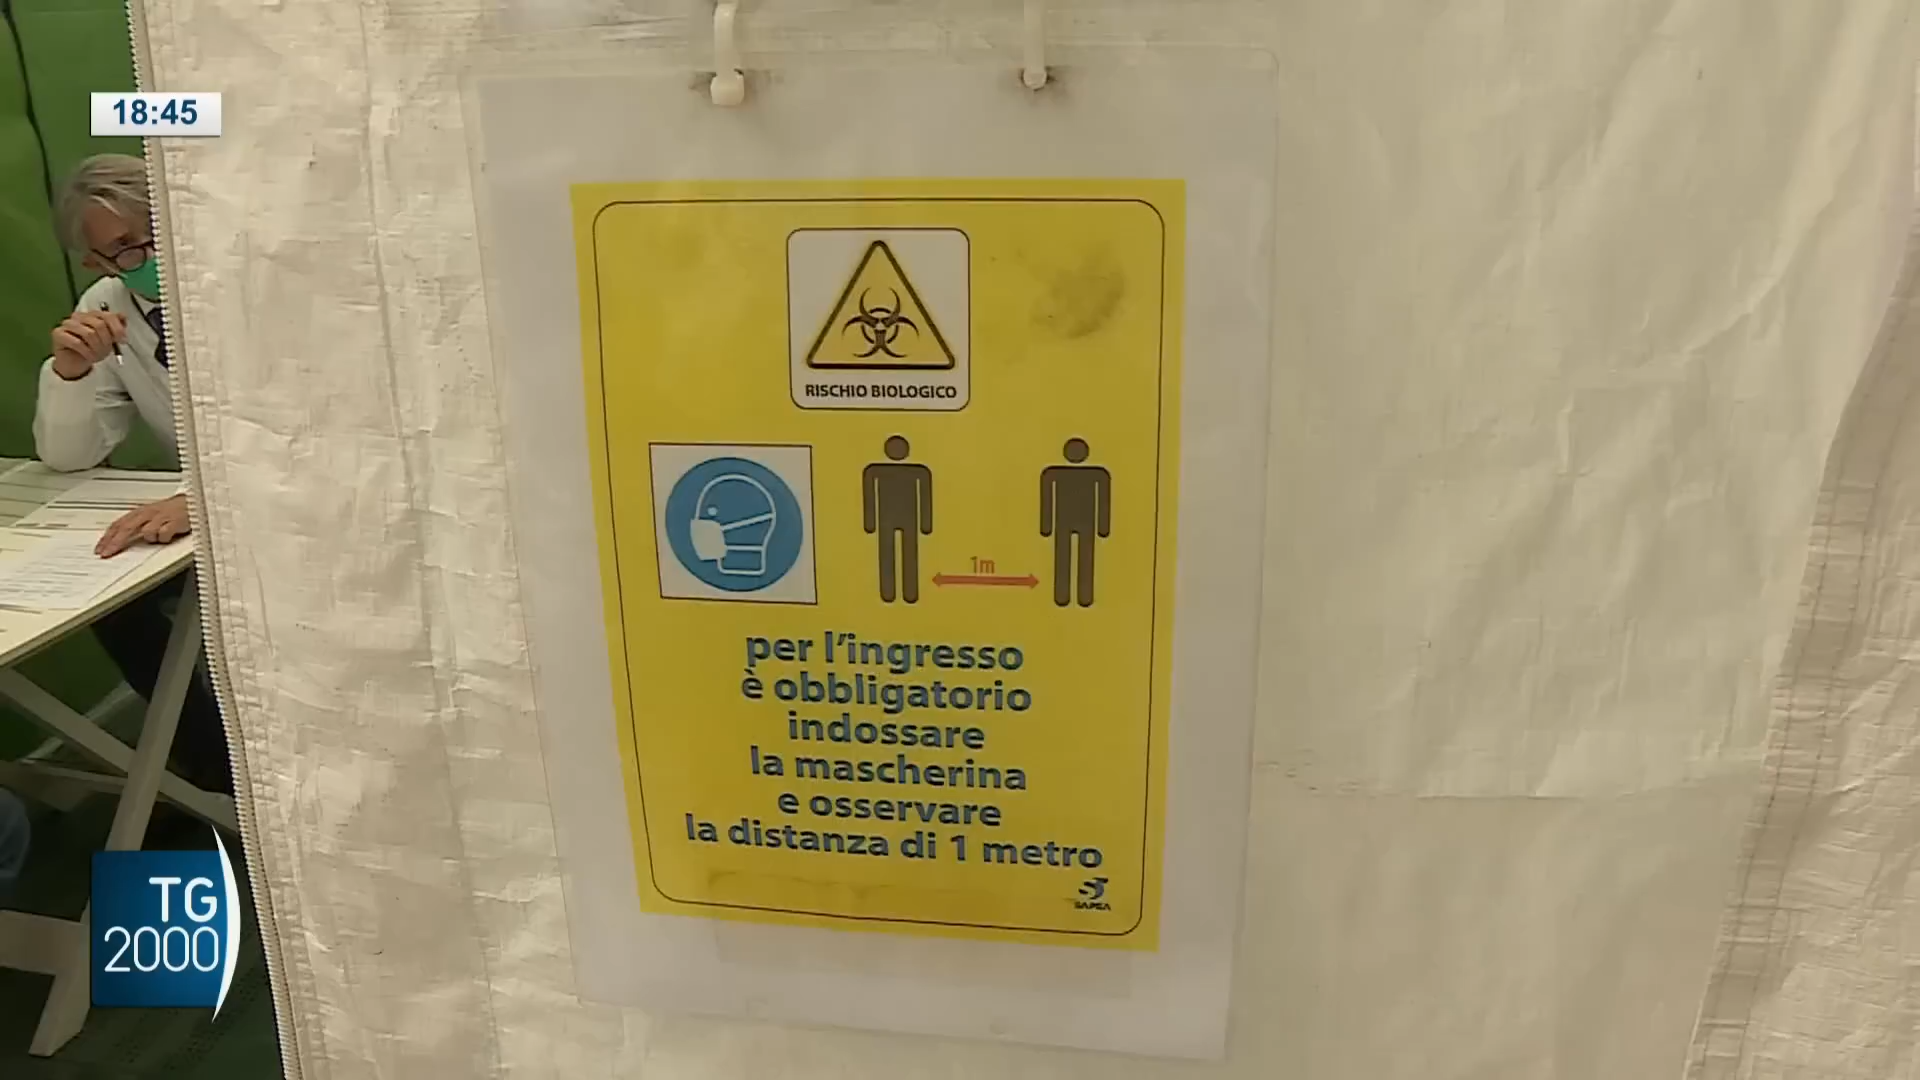 18:45
RISCHIO BIOLOGICO
1m
per l'ingresso
è obbligatorio
indossare
la mascherina
e osservare
la distanza di 1 metro
TG
2000